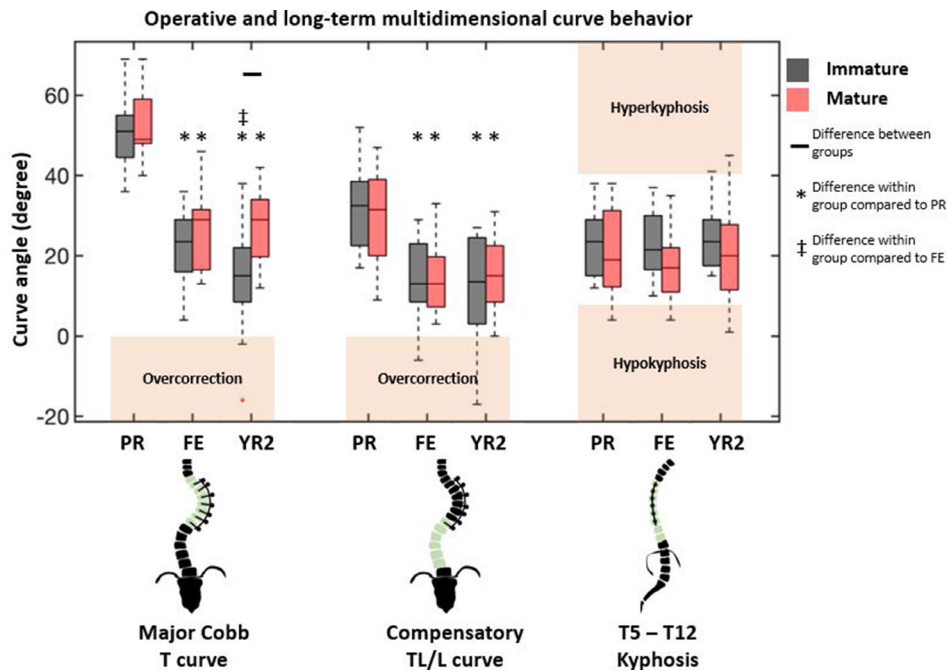 Operative and long-term multidimensional curve behavior
Curve angle (degree)
60
40
20
0
-20
‡
* * * *
* * * *
Overcorrection
Overcorrection
Hyperkyphosis
Hypokyphosis
PR FE YR2
PR FE YR2
PR FE YR2
Major Cobb
T curve
Compensatory
TL/L curve
T5 – T12
Kyphosis
Immature
Mature
Difference between
groups
* Difference within
group compared to PR
‡ Difference within
group compared to FE